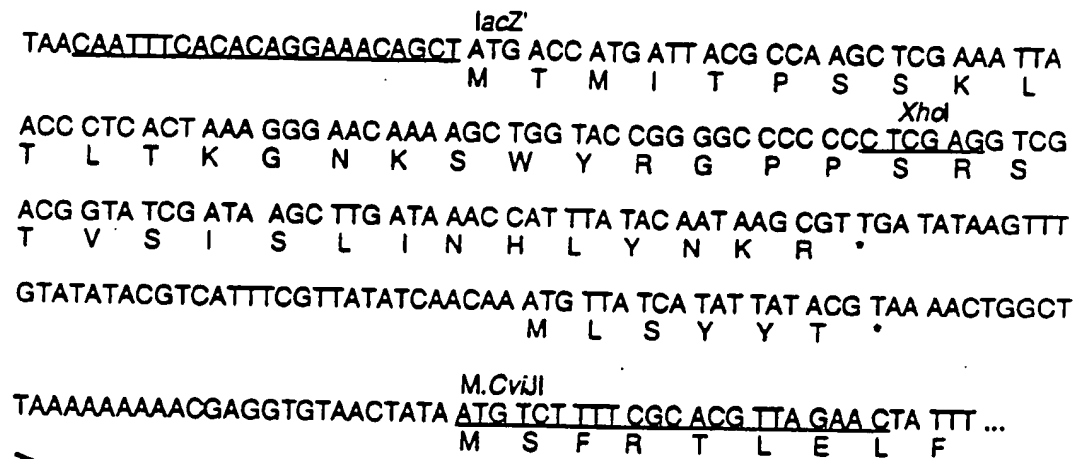 lacZ'
TAACAATTTCACACAGGAAACAGCT ATG ACC ATG ATT ACG CCA AGC TCG AAA TTA
M T M I T P S S K L
XhoI
ACC CTC ACT AAA GGG AAC AAA AGC TGG TAC CGG GGC CCC CCC TCGAGG TCG
T L T K G N K S W Y R G P P S R S
ACG GTA TCG ATA AGC TTG ATA AAC CAT TTA TAC AAT AAG CGT TGA TATAAGTTT
T V S I S L I N H L Y N K R *
GTATATACGTCATTTCGTTATATCAACAA ATG TTA TCA TAT TAT ACG TAA AACTGGCT
M L S Y Y T *
M.CviJI
TAAAAAAAAACGAGGTGTAACTATA ATG TCT TTT CGC ACG TTA GAA CTA TTT ...
M S F R T L E L F